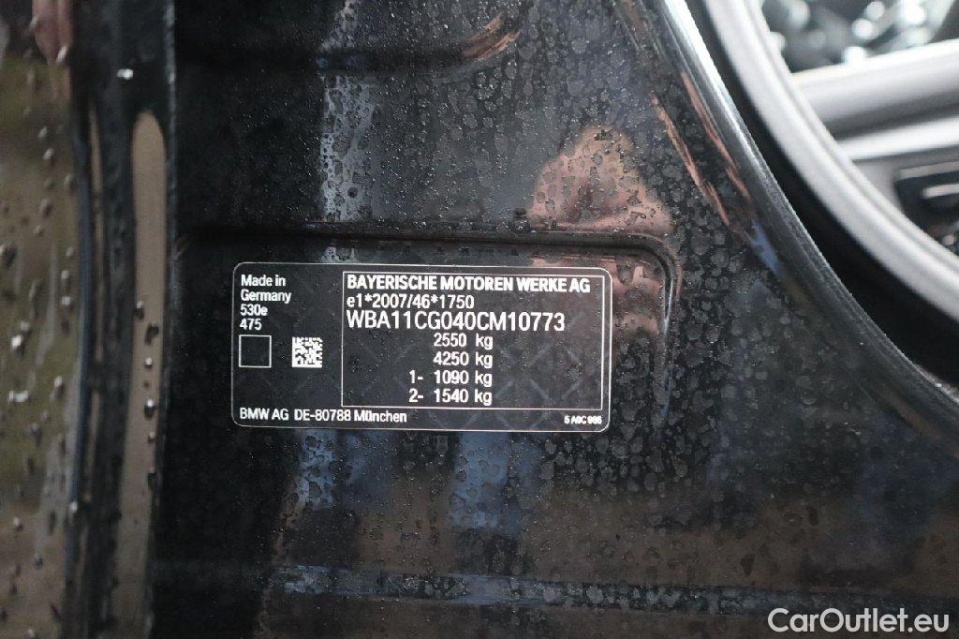 Made in
Germany
530e
475
BAYERISCHE MOTOREN WERKE AG
e1*2007/46*1750
WBA11CG040CM10773
2550 kg
4250 kg
1- 1090 kg
2- 1540 kg
BMW AG DE-80788 München
CarOutlet.eu